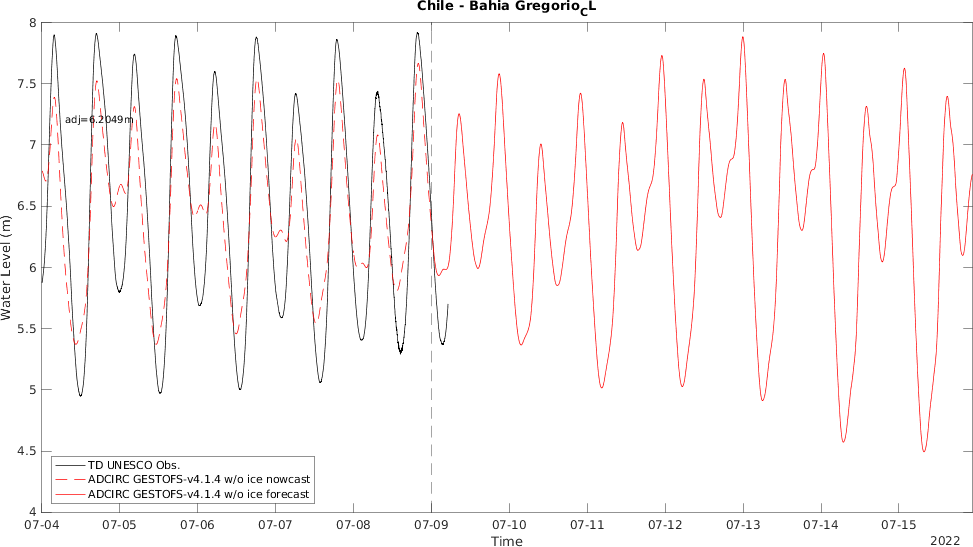 Chile - Bahia Gregorio_CL
8
7.5
7
6.5
6
5.5
5
4.5
4
Water Level (m)
adj=6.2049m
TD UNESCO Obs.
ADCIRC GESTOFS-v4.1.4 w/o ice nowcast
ADCIRC GESTOFS-v4.1.4 w/o ice forecast
07-04 07-05 07-06 07-07 07-08 07-09 07-10 07-11 07-12 07-13 07-14 07-15
Time
2022